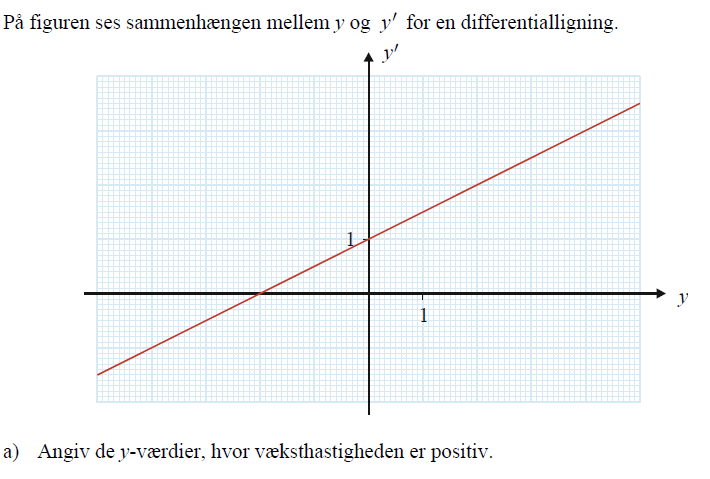 På figuren ses sammenhængen mellem y og y′ for en differentialligning.
y′
1
1
y
a) Angiv de y-værdier, hvor væksthastigheden er positiv.